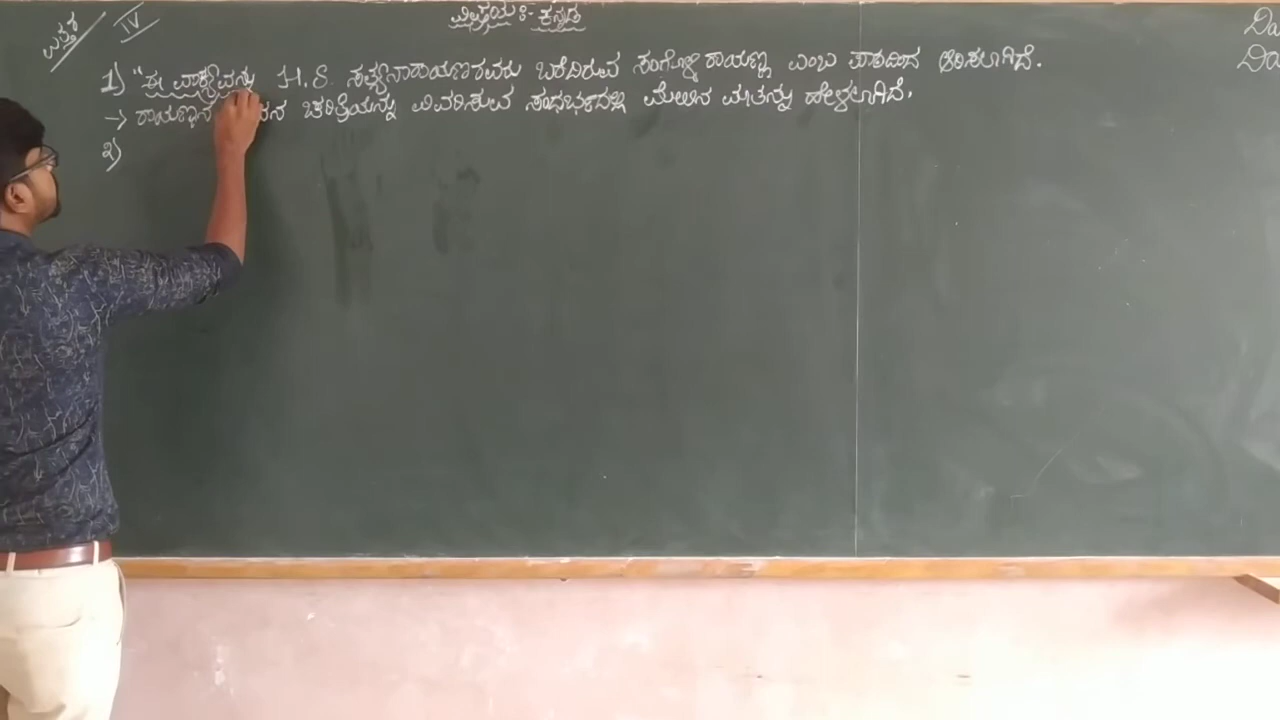 ವಿಷಯ :- ಕನ್ನಡ
ಉತ್ತರ
IV
1) "ಈ ವಾಕ್ಯವನ್ನು H.S. ಸತ್ಯನಾರಾಯಣರವರು ಬರೆದಿರುವ ಸಂಗೊಳ್ಳಿ ರಾಯಣ್ಣ ಎಂಬ ಪಾಠದಿಂದ ಆರಿಸಲಾಗಿದೆ.
→ ರಾಯಣ್ಣನ ಚರಿತ್ರೆಯನ್ನು ವಿವರಿಸುವ ಸಂದರ್ಭದಲ್ಲಿ ಮೇಲಿನ ಮಾತನ್ನು ಹೇಳಲಾಗಿದೆ.
೨)